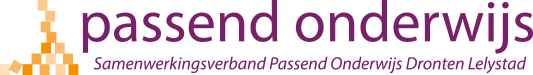 passend onderwijs
Samenwerkingsverband Passend Onderwijs Dronten Lelystad